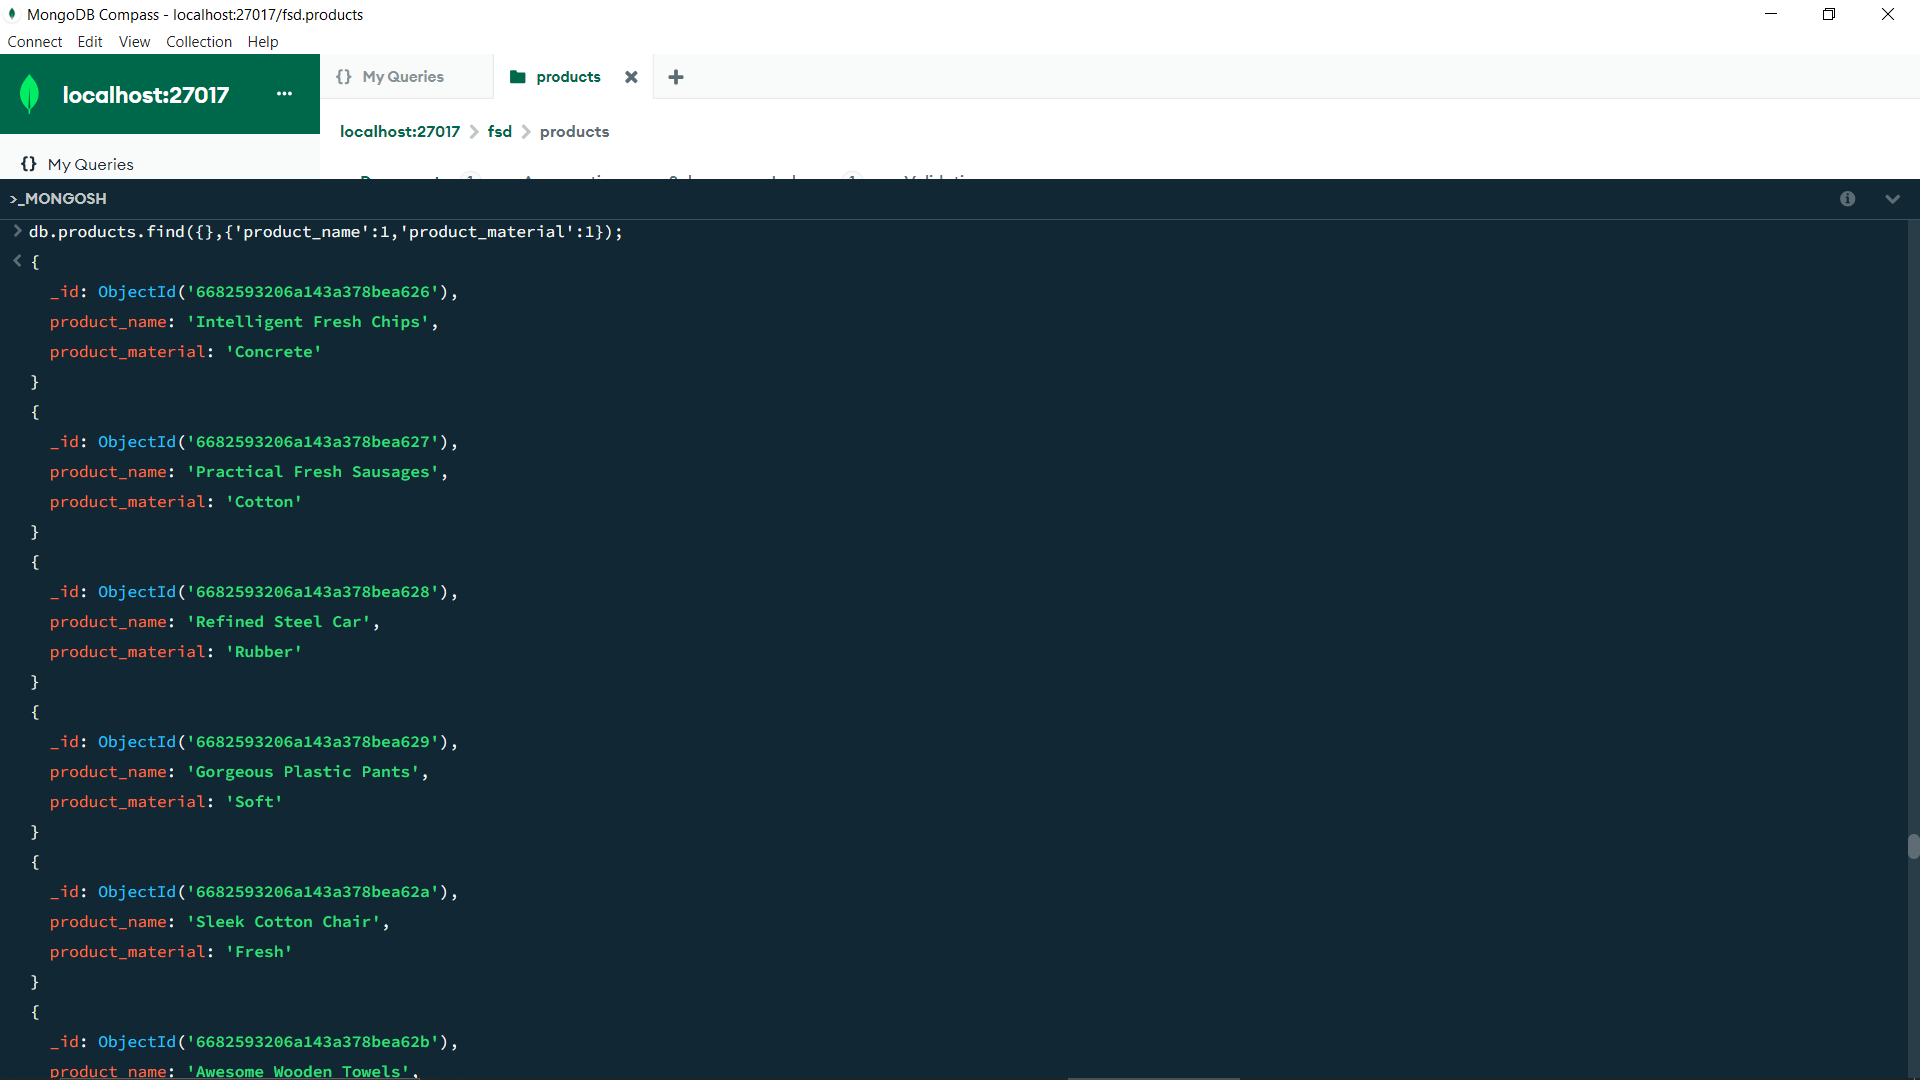 MongoDB Compass - localhost:27017/fsd.products
Connect Edit View Collection Help
localhost:27017 ···
{} My Queries
products
localhost:27017 > fsd > products
{} My Queries
>_MONGOSH
> db.products.find({},{'product_name':1,'product_material':1});
< {
_id: ObjectId('6682593206a143a378bea626'),
product_name: 'Intelligent Fresh Chips',
product_material: 'Concrete'
}
{
_id: ObjectId('6682593206a143a378bea627'),
product_name: 'Practical Fresh Sausages',
product_material: 'Cotton'
}
{
_id: ObjectId('6682593206a143a378bea628'),
product_name: 'Refined Steel Car',
product_material: 'Rubber'
}
{
_id: ObjectId('6682593206a143a378bea629'),
product_name: 'Gorgeous Plastic Pants',
product_material: 'Soft'
}
{
_id: ObjectId('6682593206a143a378bea62a'),
product_name: 'Sleek Cotton Chair',
product_material: 'Fresh'
}
{
_id: ObjectId('6682593206a143a378bea62b'),
product_name: 'Awesome Wooden Towels',